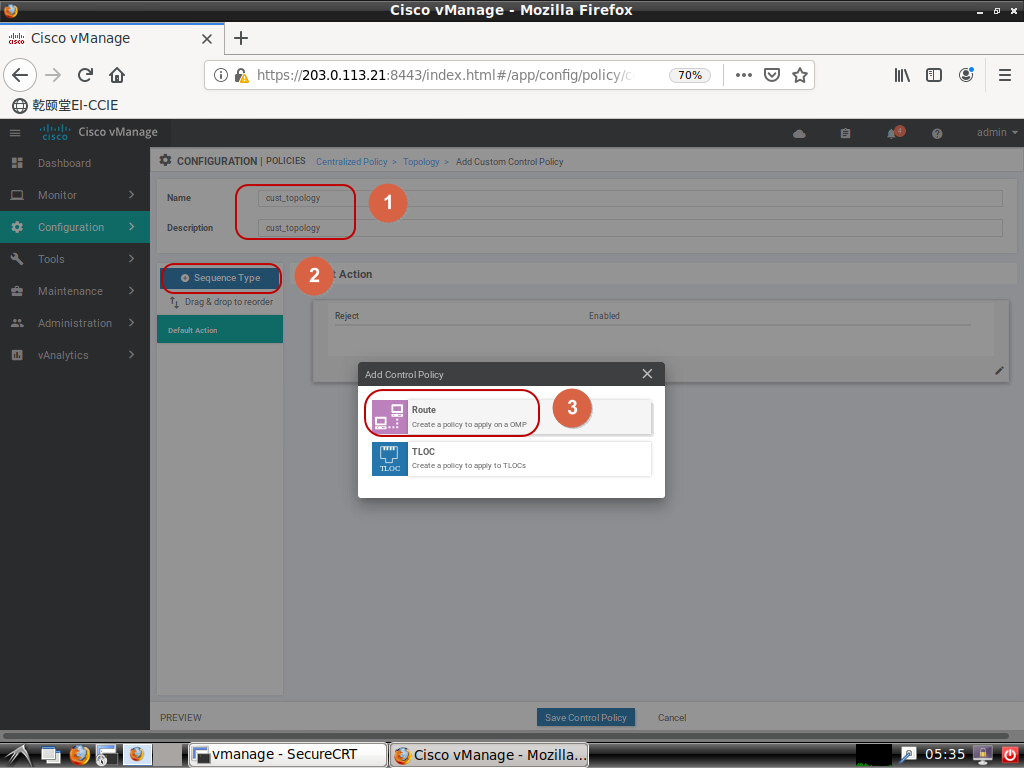 Cisco vManage - Mozilla Firefox
Cisco vManage
https://203.0.113.21:8443/index.html#/app/config/policy/c
70%
乾颐堂EI-CCIE
cisco
Cisco vManage
4
admin
Dashboard
Monitor
Configuration
Tools
Maintenance
Administration
vAnalytics
CONFIGURATION | POLICIES Centralized Policy > Topology > Add Custom Control Policy
Name cust_topology
1
Description cust_topology
Sequence Type
2
Action
Drag & drop to reorder
Default Action
Reject Enabled
Add Control Policy
Route
Create a policy to apply on a OMP
3
TLOC
TLOC
Create a policy to apply to TLOCs
PREVIEW Save Control Policy Cancel
vmanage - SecureCRT
Cisco vManage - Mozilla...
05:35